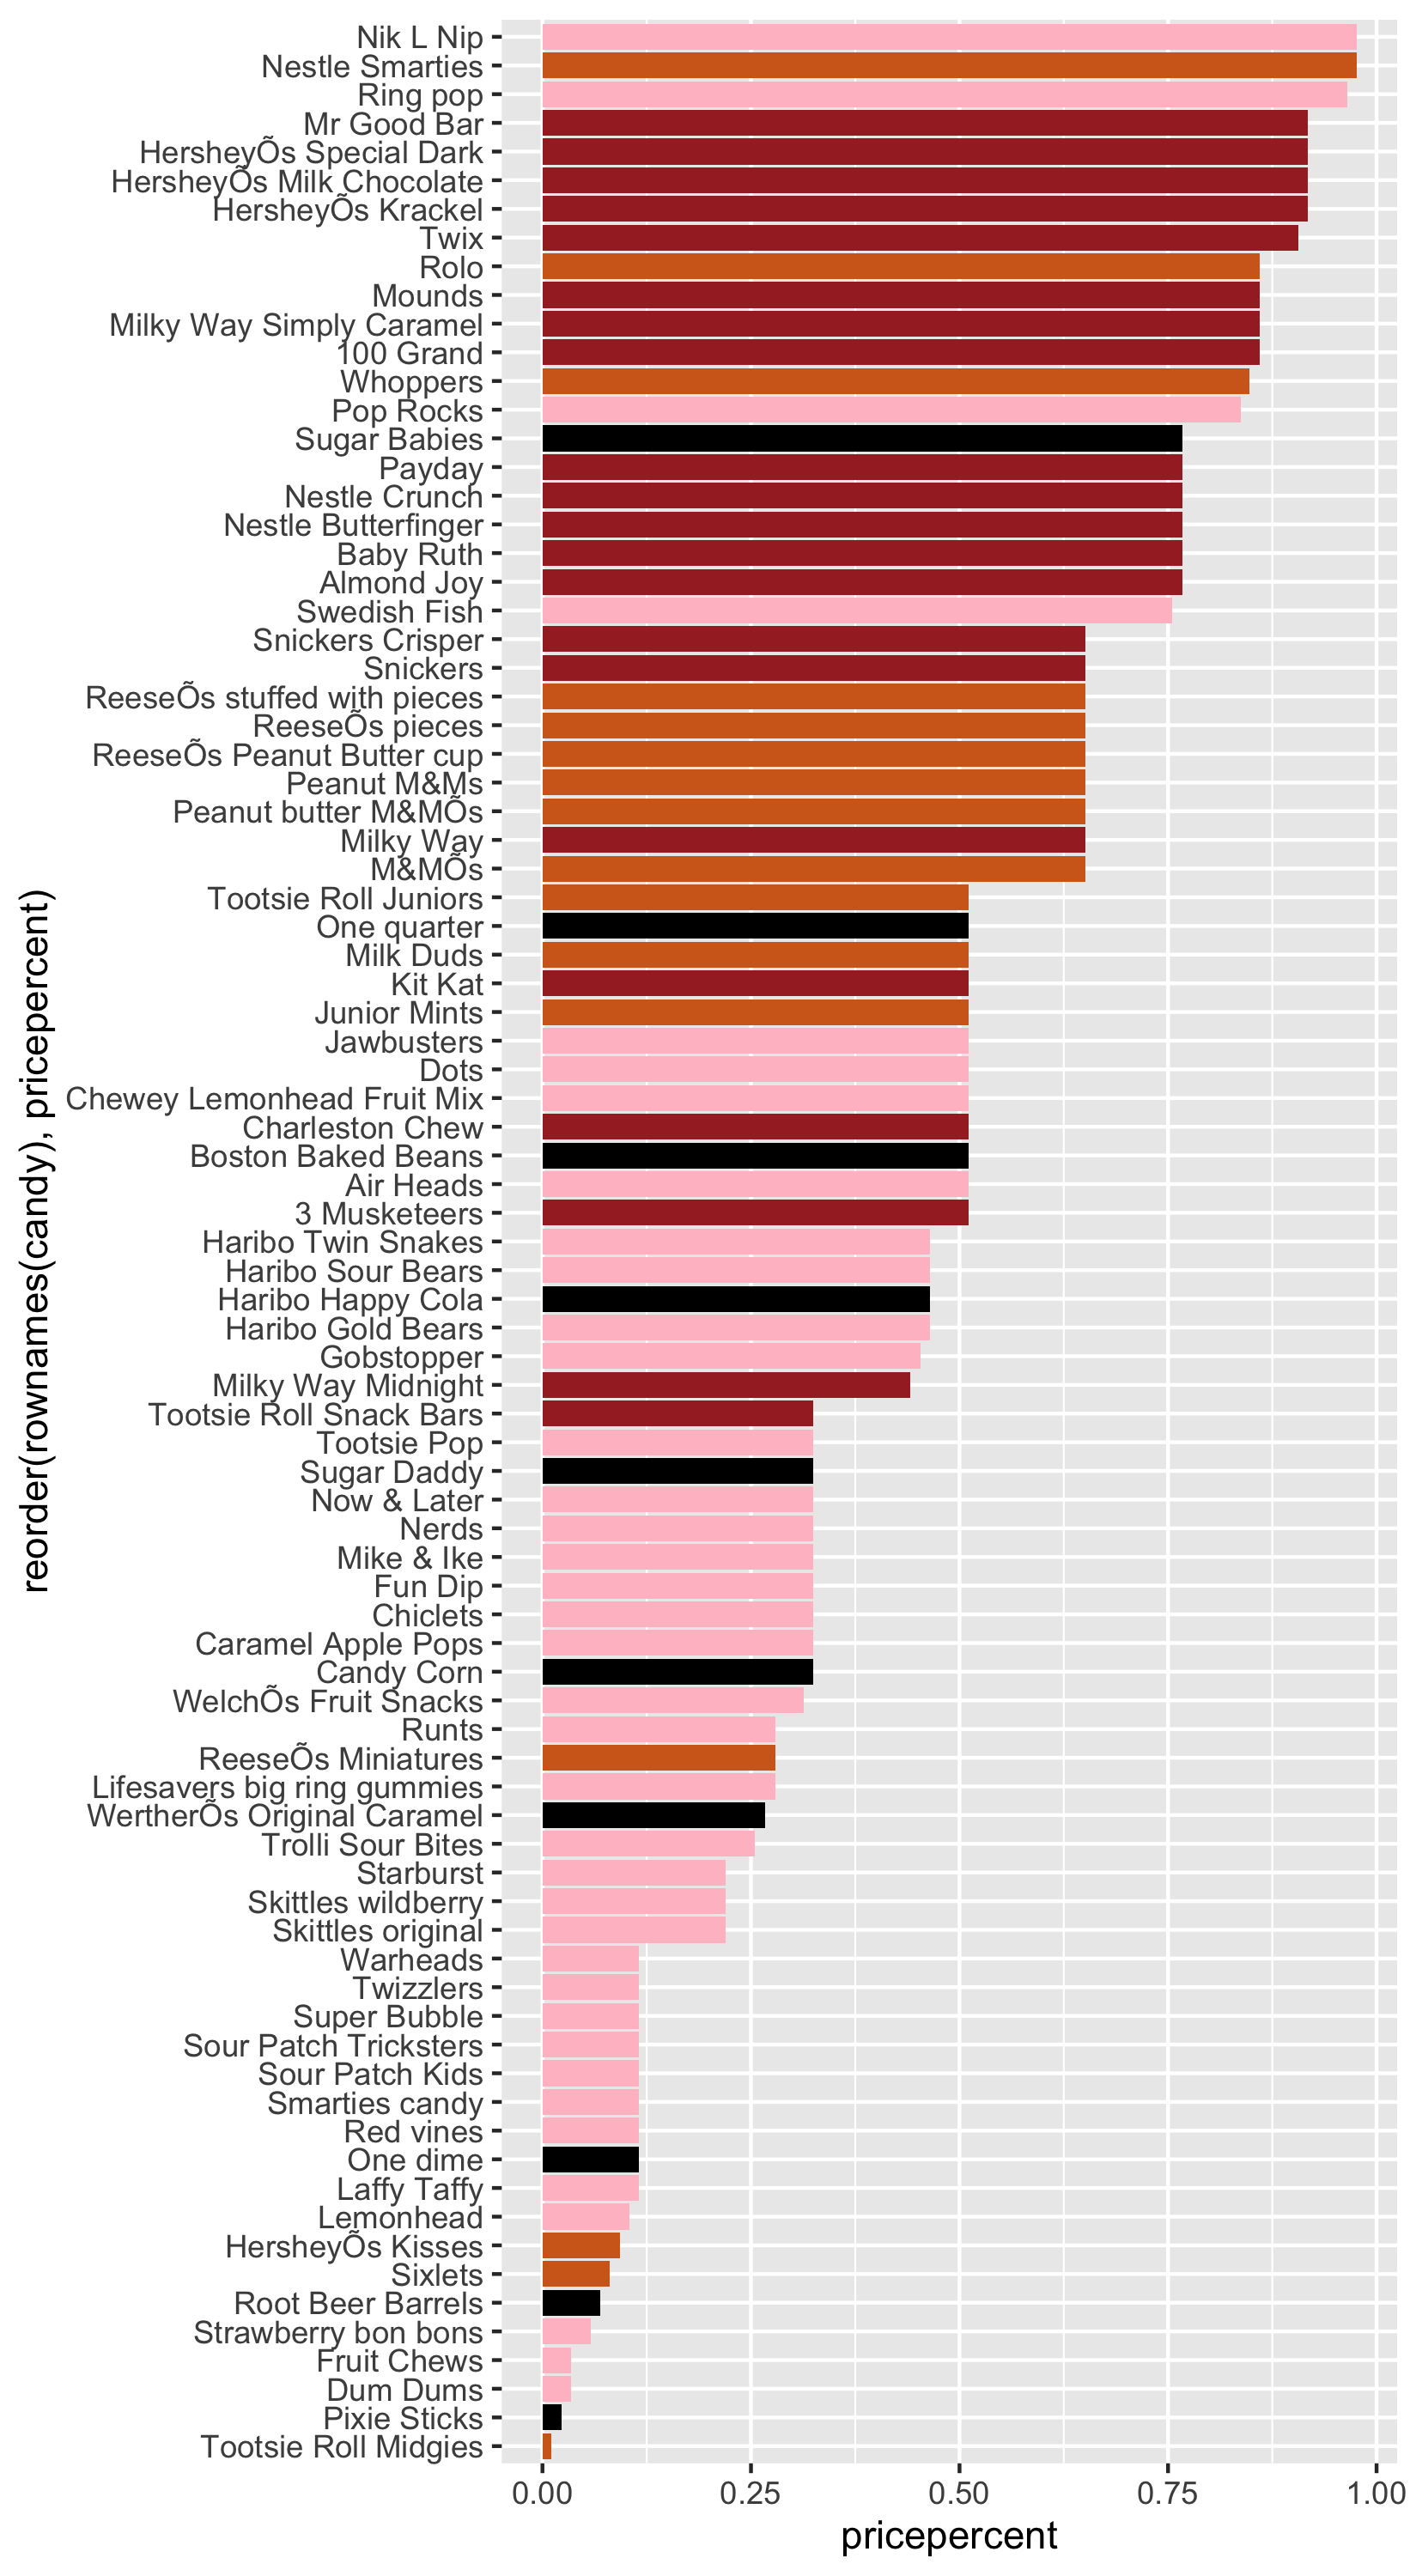 Nik L Nip
Nestle Smarties
Ring pop
Mr Good Bar
HersheyÕs Special Dark
HersheyÕs Milk Chocolate
HersheyÕs Krackel
Twix
Rolo
Mounds
Milky Way Simply Caramel
100 Grand
Whoppers
Pop Rocks
Sugar Babies
Payday
Nestle Crunch
Nestle Butterfinger
Baby Ruth
Almond Joy
Swedish Fish
Snickers Crisper
Snickers
ReeseÕs stuffed with pieces
ReeseÕs pieces
ReeseÕs Peanut Butter cup
Peanut M&Ms
Peanut butter M&MÕs
Milky Way
M&MÕs
Tootsie Roll Juniors
One quarter
Milk Duds
Kit Kat
Junior Mints
Jawbusters
Dots
Chewey Lemonhead Fruit Mix
Charleston Chew
Boston Baked Beans
Air Heads
3 Musketeers
Haribo Twin Snakes
Haribo Sour Bears
Haribo Happy Cola
Haribo Gold Bears
Gobstopper
Milky Way Midnight
Tootsie Roll Snack Bars
Tootsie Pop
Sugar Daddy
Now & Later
Nerds
Mike & Ike
Fun Dip
Chiclets
Caramel Apple Pops
Candy Corn
WelchÕs Fruit Snacks
Runts
ReeseÕs Miniatures
Lifesavers big ring gummies
WertherÕs Original Caramel
Trolli Sour Bites
Starburst
Skittles wildberry
Skittles original
Warheads
Twizzlers
Super Bubble
Sour Patch Tricksters
Sour Patch Kids
Smarties candy
Red vines
One dime
Laffy Taffy
Lemonhead
HersheyÕs Kisses
Sixlets
Root Beer Barrels
Strawberry bon bons
Fruit Chews
Dum Dums
Pixie Sticks
Tootsie Roll Midgies
reorder(rownames(candy), pricepercent)
0.00 0.25 0.50 0.75 1.00
pricepercent